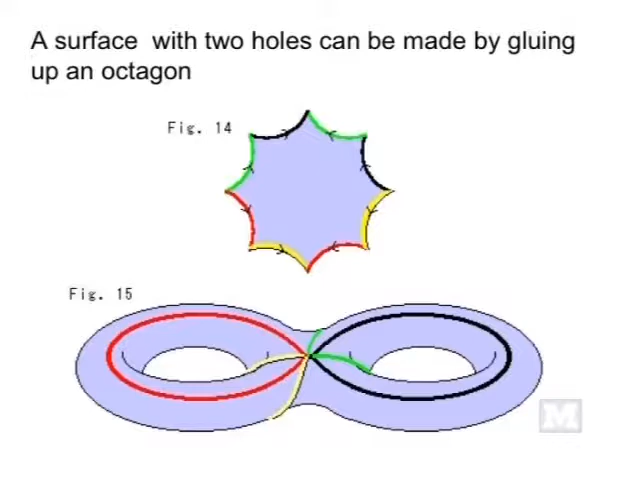 A surface with two holes can be made by gluing
up an octagon
Fig. 14
Fig. 15
M